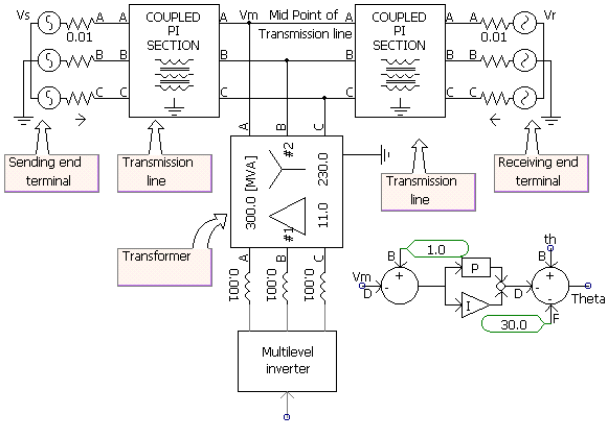 Vs
A
A
COUPLED
PI
SECTION
A
Vm
Mid Point of
Transmission line
A
COUPLED
PI
SECTION
A
A
Vr
0.01
0.01
B
B
B
B
B
B
C
C
C
C
C
C
A
B
C
Sending end
terminal
Transmission
line
Transmission
line
Receiving end
terminal
300.0 [MVA]
#2
230.0
#1
11.0
Transformer
A
B
C
0.001
0.001
0.001
Multilevel
inverter
Vm
D
B
1.0
P
I
D
th
B
Theta
F
30.0
+
-
+
+
+
-
-